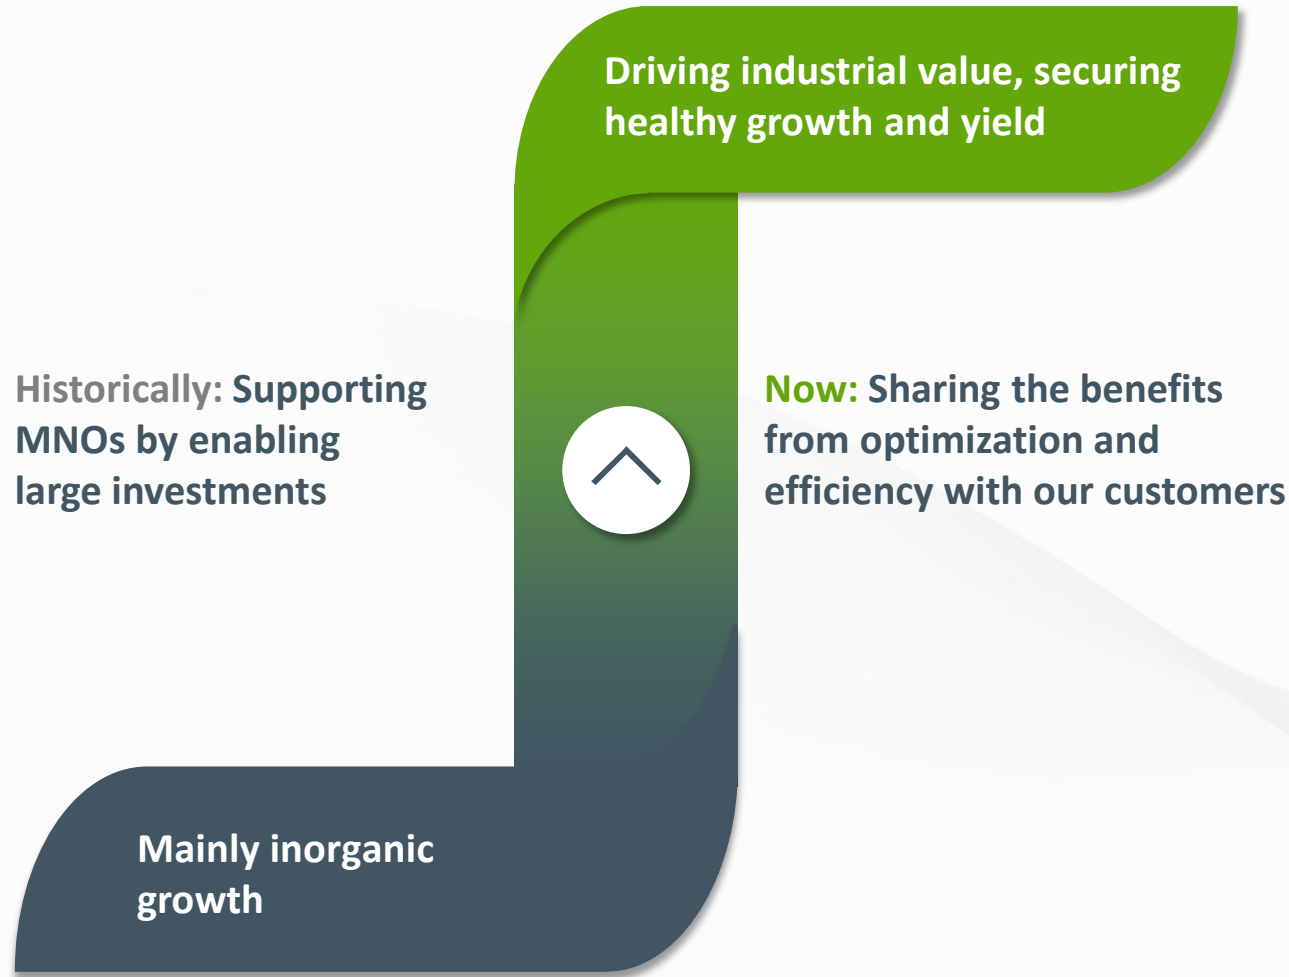 Driving industrial value, securing
healthy growth and yield
Historically: Supporting
MNOs by enabling
large investments
Now: Sharing the benefits
from optimization and
efficiency with our customers
Mainly inorganic
growth